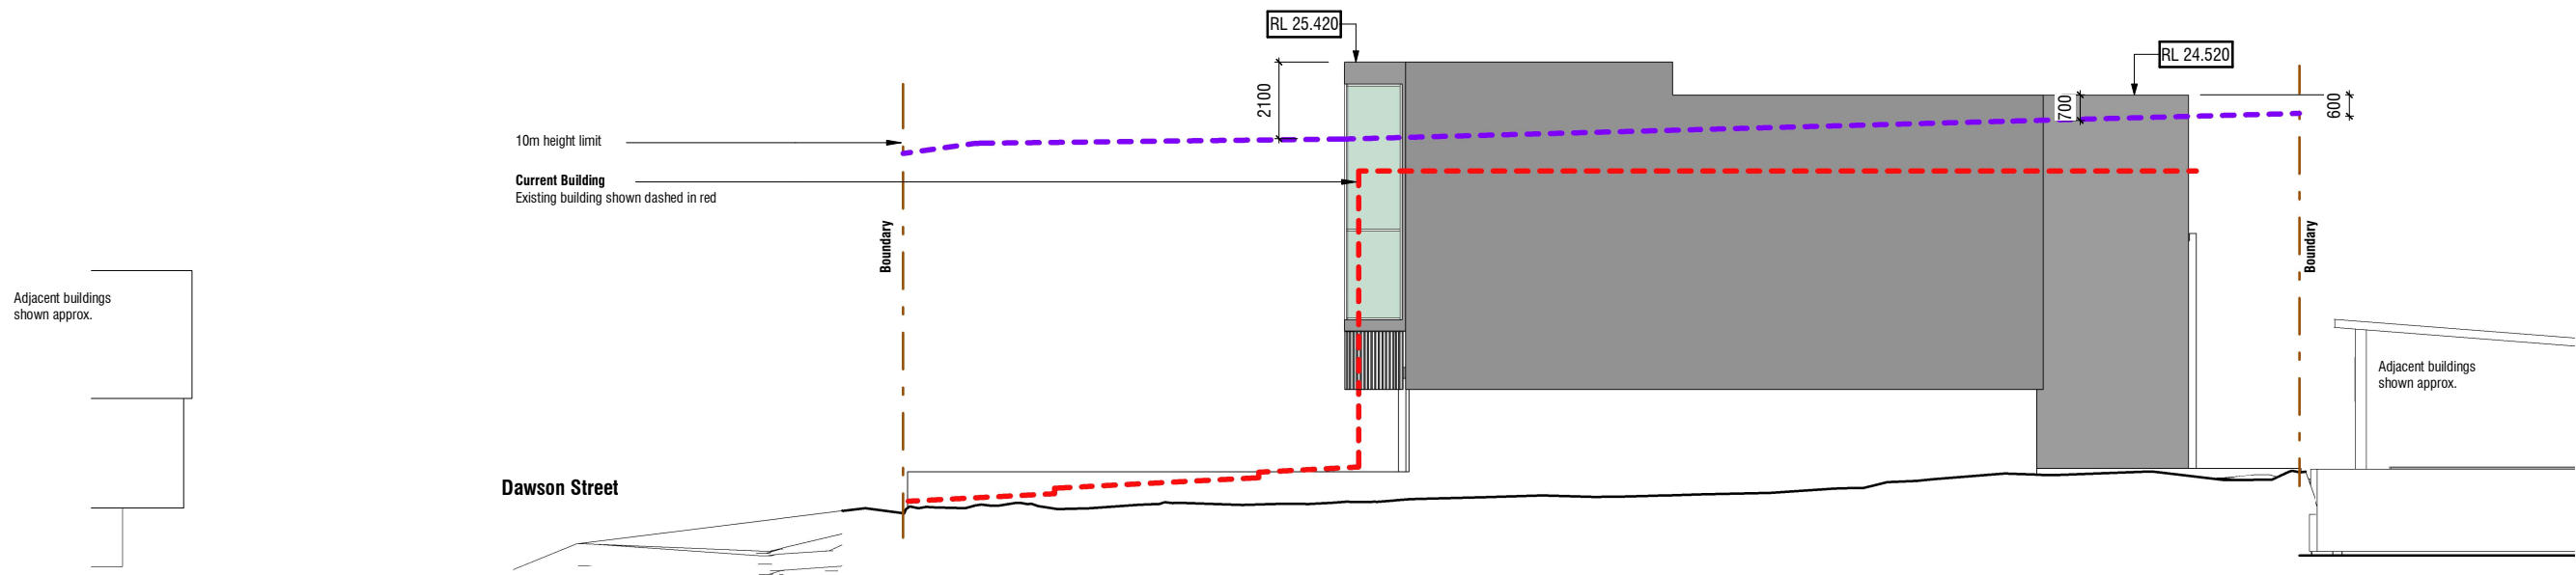 RL 25.420
RL 24.520
2100
700
600
10m height limit
Current Building
Existing building shown dashed in red
Boundary
Boundary
Adjacent buildings
shown approx.
Adjacent buildings
shown approx.
Dawson Street